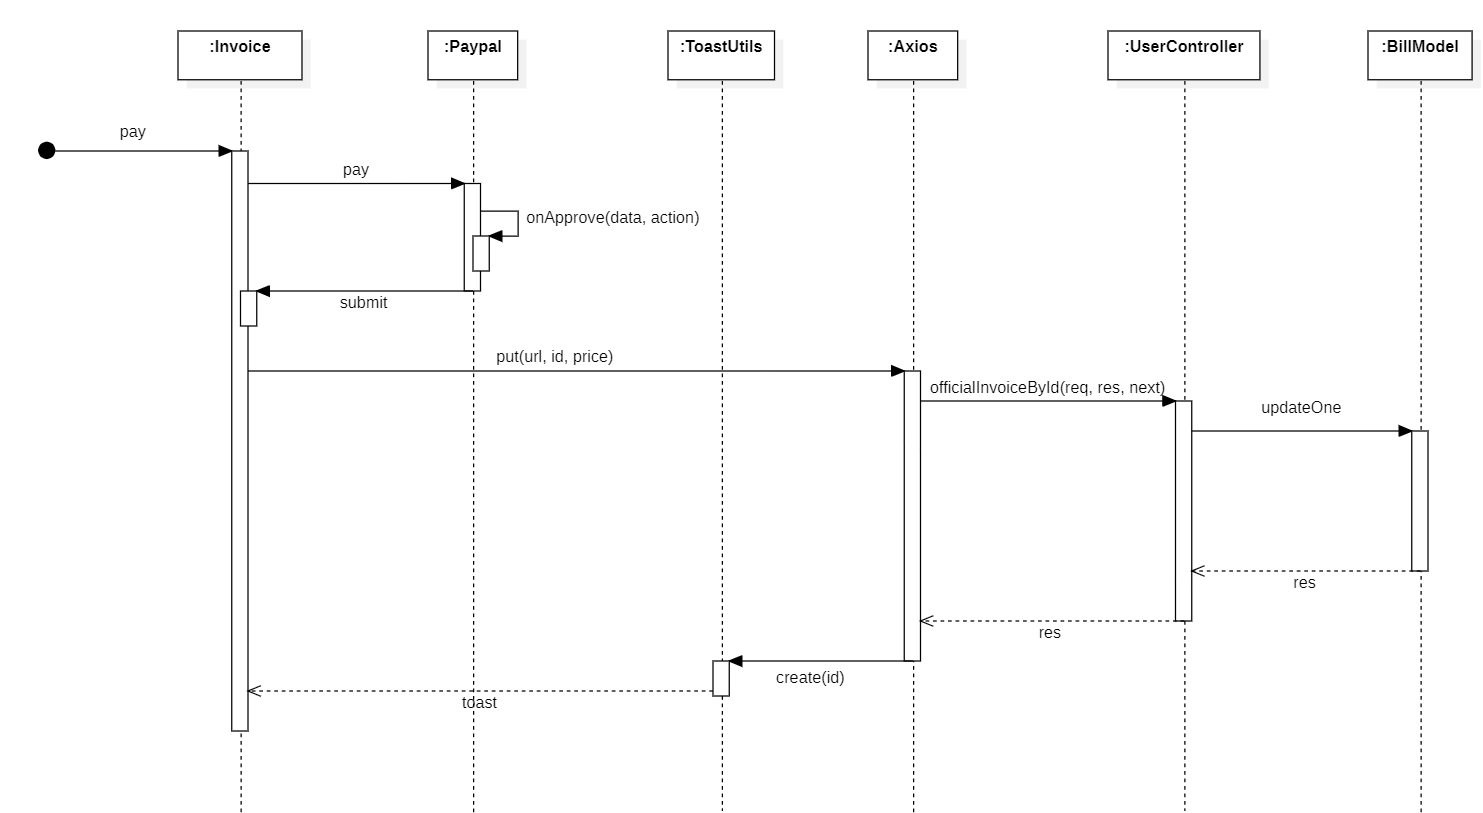 :Invoice
:Paypal
:ToastUtils
:Axios
:UserController
:BillModel
pay
pay
onApprove(data, action)
submit
put(url, id, price)
officialInvoiceById(req, res, next)
updateOne
res
res
create(id)
toast